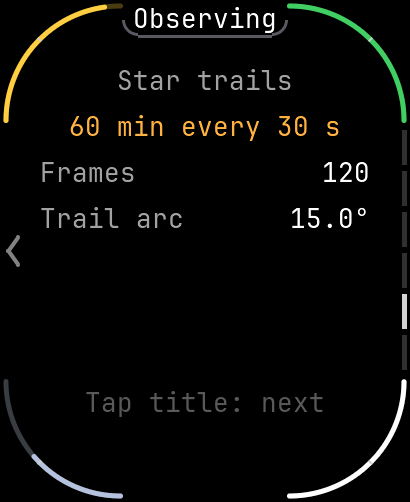 Observing
Star trails
60 min every 30 s
Frames 120
Trail arc 15.0°
Tap title: next